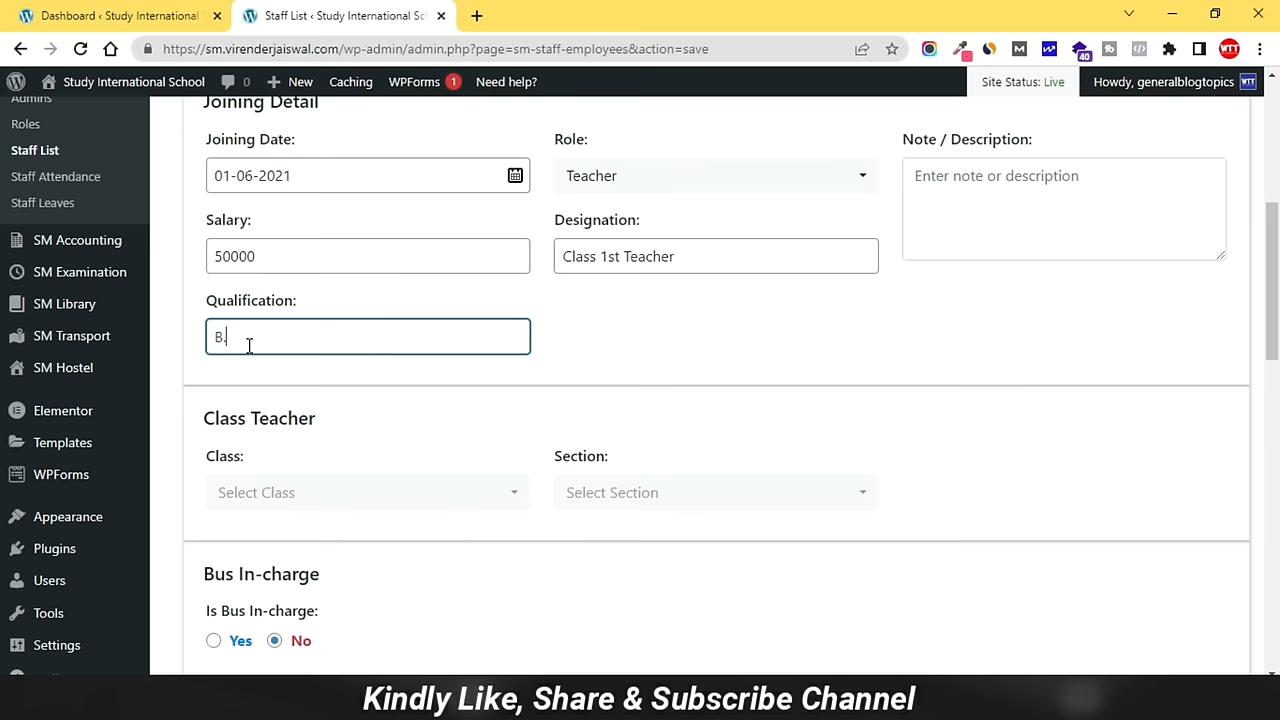 Dashboard ‹ Study International
Staff List ‹ Study International Sc
https://sm.virenderjaiswal.com/wp-admin/admin.php?page=sm-staff-employees&action=save
40
WTT
Study International School
0
New
Caching
WPForms
1
Need help?
Site Status: Live
Howdy, generalblogtopics
WTT
Admins
Roles
Staff List
Staff Attendance
Staff Leaves
SM Accounting
SM Examination
SM Library
SM Transport
SM Hostel
Elementor
Templates
WPForms
Appearance
Plugins
Users
Tools
Settings
Joining Detail
Joining Date:
01-06-2021
Role:
Teacher
Note / Description:
Enter note or description
Salary:
50000
Designation:
Class 1st Teacher
Qualification:
B.
Class Teacher
Class:
Select Class
Section:
Select Section
Bus In-charge
Is Bus In-charge:
Yes
No
Kindly Like, Share & Subscribe Channel